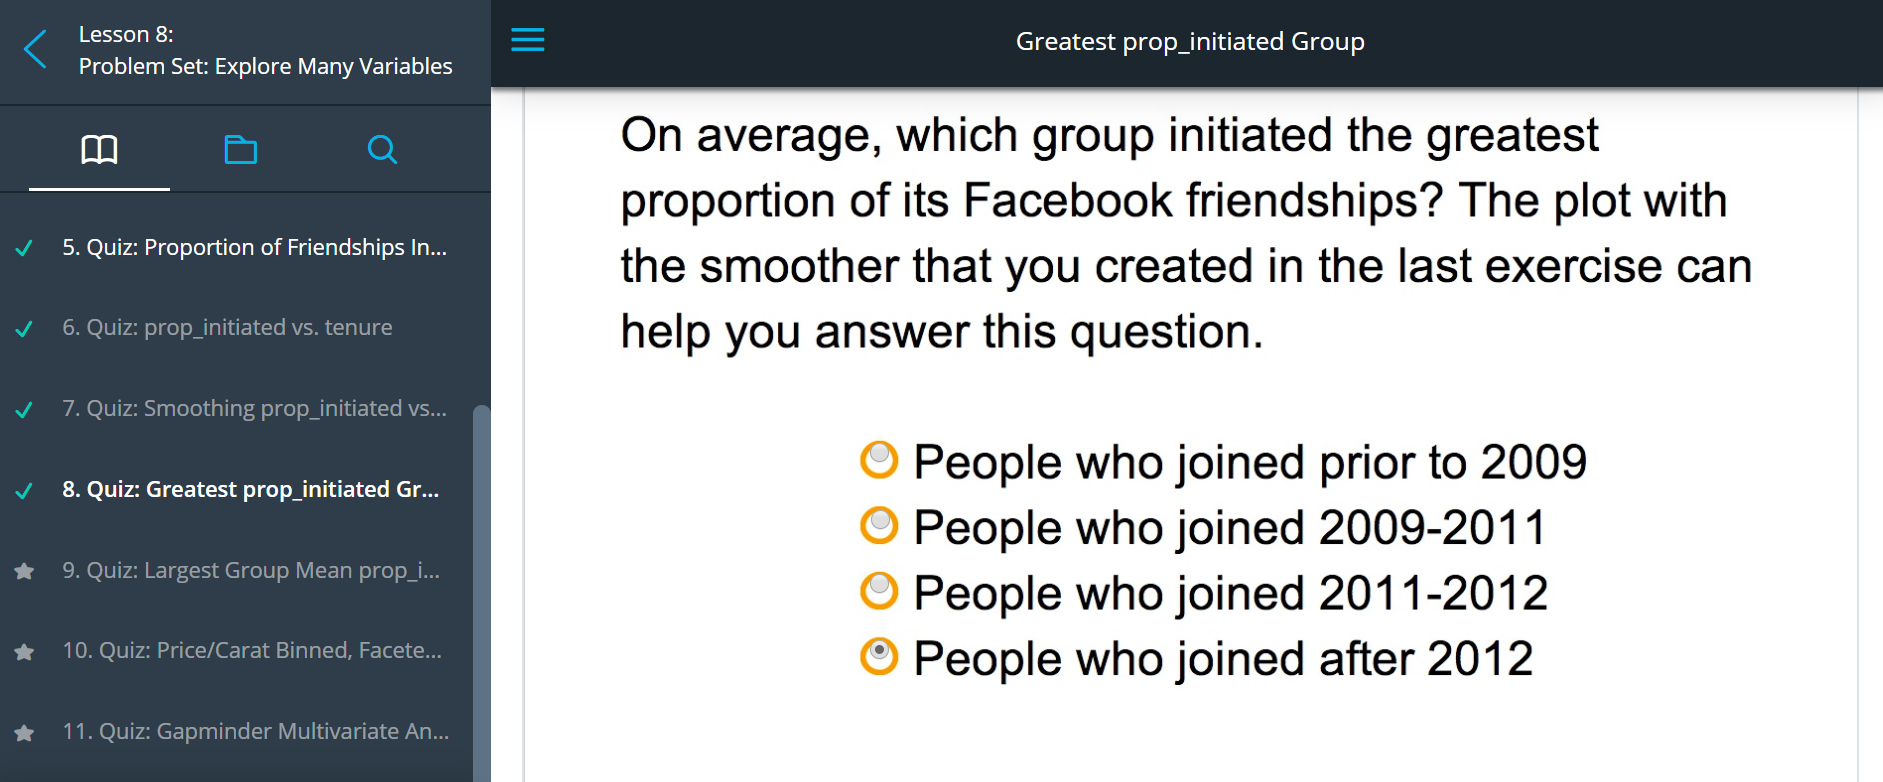 Lesson 8:
Problem Set: Explore Many Variables
5. Quiz: Proportion of Friendships In...
6. Quiz: prop_initiated vs. tenure
7. Quiz: Smoothing prop_initiated vs...
8. Quiz: Greatest prop_initiated Gr...
9. Quiz: Largest Group Mean prop_i...
10. Quiz: Price/Carat Binned, Facete...
11. Quiz: Gapminder Multivariate An...
Greatest prop_initiated Group
On average, which group initiated the greatest
proportion of its Facebook friendships? The plot with
the smoother that you created in the last exercise can
help you answer this question.
People who joined prior to 2009
People who joined 2009-2011
People who joined 2011-2012
People who joined after 2012